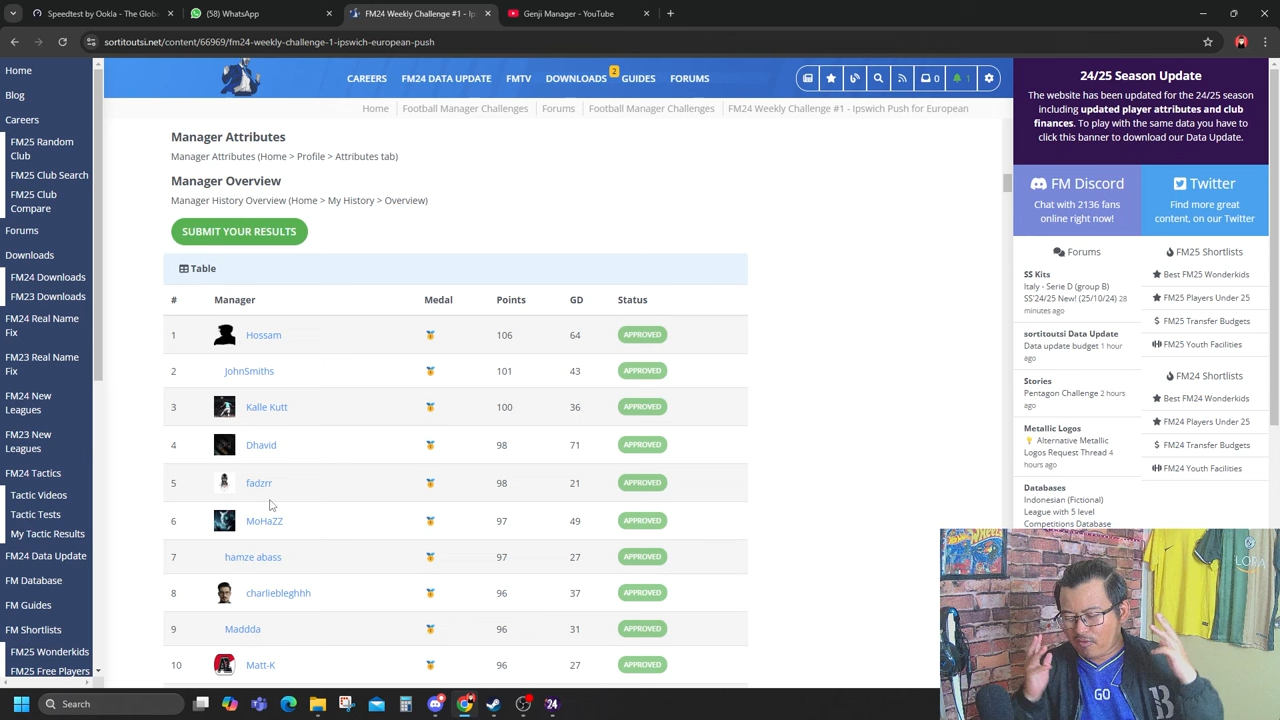 Speedtest by Ookla - The Glob
(58) WhatsApp
FM24 Weekly Challenge #1 - Ip
Genji Manager - YouTube
sortitoutsi.net/content/66969/fm24-weekly-challenge-1-ipswich-european-push
Home
Blog
Careers
FM25 Random
Club
FM25 Club Search
FM25 Club
Compare
Forums
Downloads
FM24 Downloads
FM23 Downloads
FM24 Real Name
Fix
FM23 Real Name
Fix
FM24 New
Leagues
FM23 New
Leagues
FM24 Tactics
Tactic Videos
Tactic Tests
My Tactic Results
FM24 Data Update
FM Database
FM Guides
FM Shortlists
FM25 Wonderkids
FM25 Free Players
CAREERS FM24 DATA UPDATE FMTV DOWNLOADS 2 GUIDES FORUMS
0 1
Home Football Manager Challenges Forums Football Manager Challenges FM24 Weekly Challenge #1 - Ipswich Push for European
Manager Attributes
Manager Attributes (Home > Profile > Attributes tab)
Manager Overview
Manager History Overview (Home > My History > Overview)
SUBMIT YOUR RESULTS
Table
# Manager Medal Points GD Status
1 Hossam 106 64 APPROVED
2 JohnSmiths 101 43 APPROVED
3 Kalle Kutt 100 36 APPROVED
4 Dhavid 98 71 APPROVED
5 fadzrr 98 21 APPROVED
6 MoHaZZ 97 49 APPROVED
7 hamze abass 97 27 APPROVED
8 charliebleghhh 96 37 APPROVED
9 Maddda 96 31 APPROVED
10 Matt-K 96 27 APPROVED
24/25 Season Update
The website has been updated for the 24/25 season
including updated player attributes and club
finances. To play with the same data you have to
click this banner to download our Data Update.
FM Discord
Chat with 2136 fans
online right now!
Twitter
Find more great
content, on our Twitter
Forums
SS Kits
Italy - Serie D (group B)
SS'24/25 New! (25/10/24) 28
minutes ago
sortitoutsi Data Update
Data update budget 1 hour
ago
Stories
Pentagon Challenge 2 hours
ago
Metallic Logos
Alternative Metallic
Logos Request Thread 4
hours ago
Databases
Indonesian (Fictional)
League with 5 level
Competitions Database
FM25 Shortlists
Best FM25 Wonderkids
FM25 Players Under 25
FM25 Transfer Budgets
FM25 Youth Facilities
FM24 Shortlists
Best FM24 Wonderkids
FM24 Players Under 25
FM24 Transfer Budgets
FM24 Youth Facilities
GO
Search
24